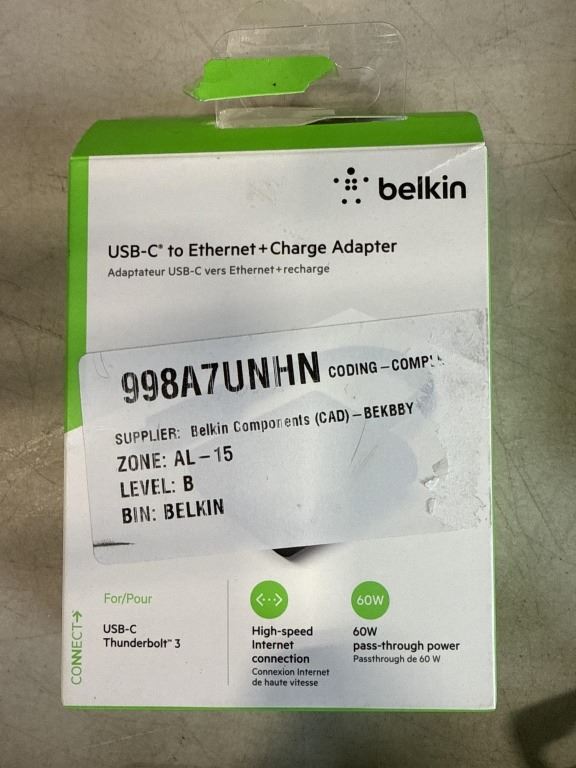 belkin
USB-C® to Ethernet + Charge Adapter
Adaptateur USB-C vers Ethernet + recharge
998A7UNHN CODING-COMP
SUPPLIER: Belkin Components (CAD) - BEKBBY
ZONE: AL-15
LEVEL: B
BIN: BELKIN
CONNECT→
For/Pour
USB-C
Thunderbolt™ 3
High-speed
Internet
connection
Connexion Internet
de haute vitesse
60W
60W
pass-through power
Passthrough de 60 W